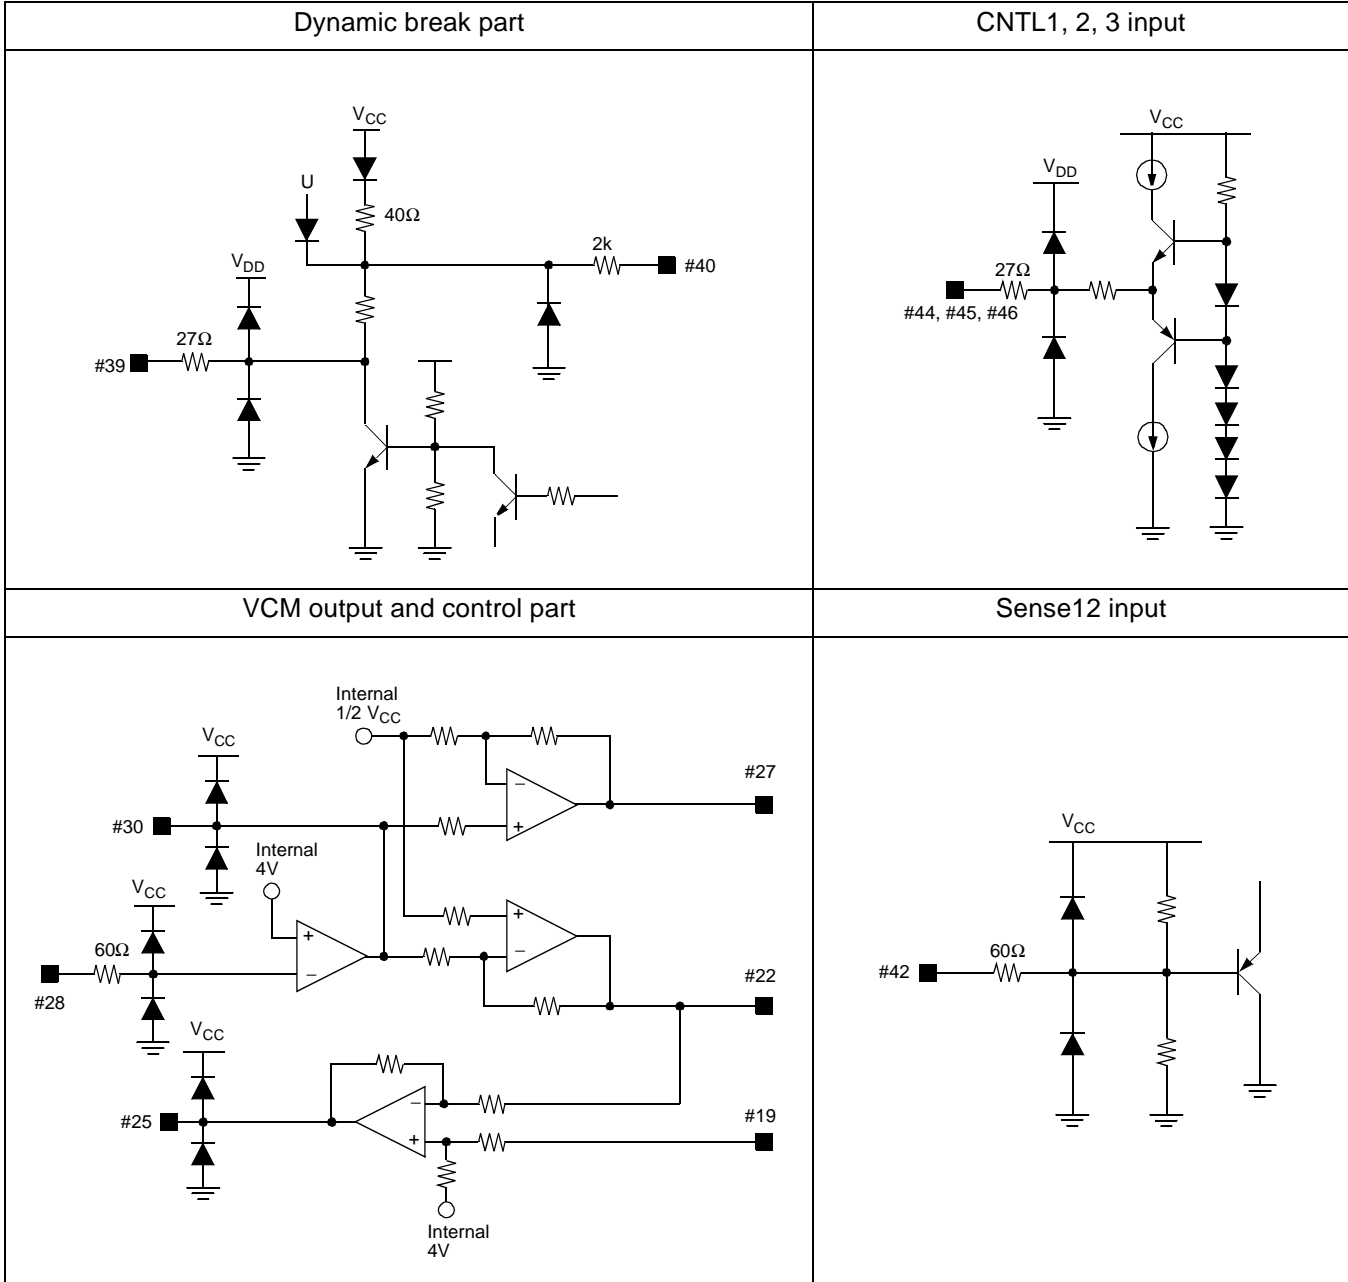 Dynamic break part
CNTL1, 2, 3 input
VCC
U
40Ω
VDD
2k
#40
27Ω
#39
VCC
VDD
27Ω
#44, #45, #46
VCM output and control part
Sense12 input
Internal
1/2 VCC
VCC
#27
#30
Internal
4V
VCC
60Ω
#28
#22
VCC
#25
#19
Internal
4V
−
+
+
−
+
−
−
+
VCC
60Ω
#42